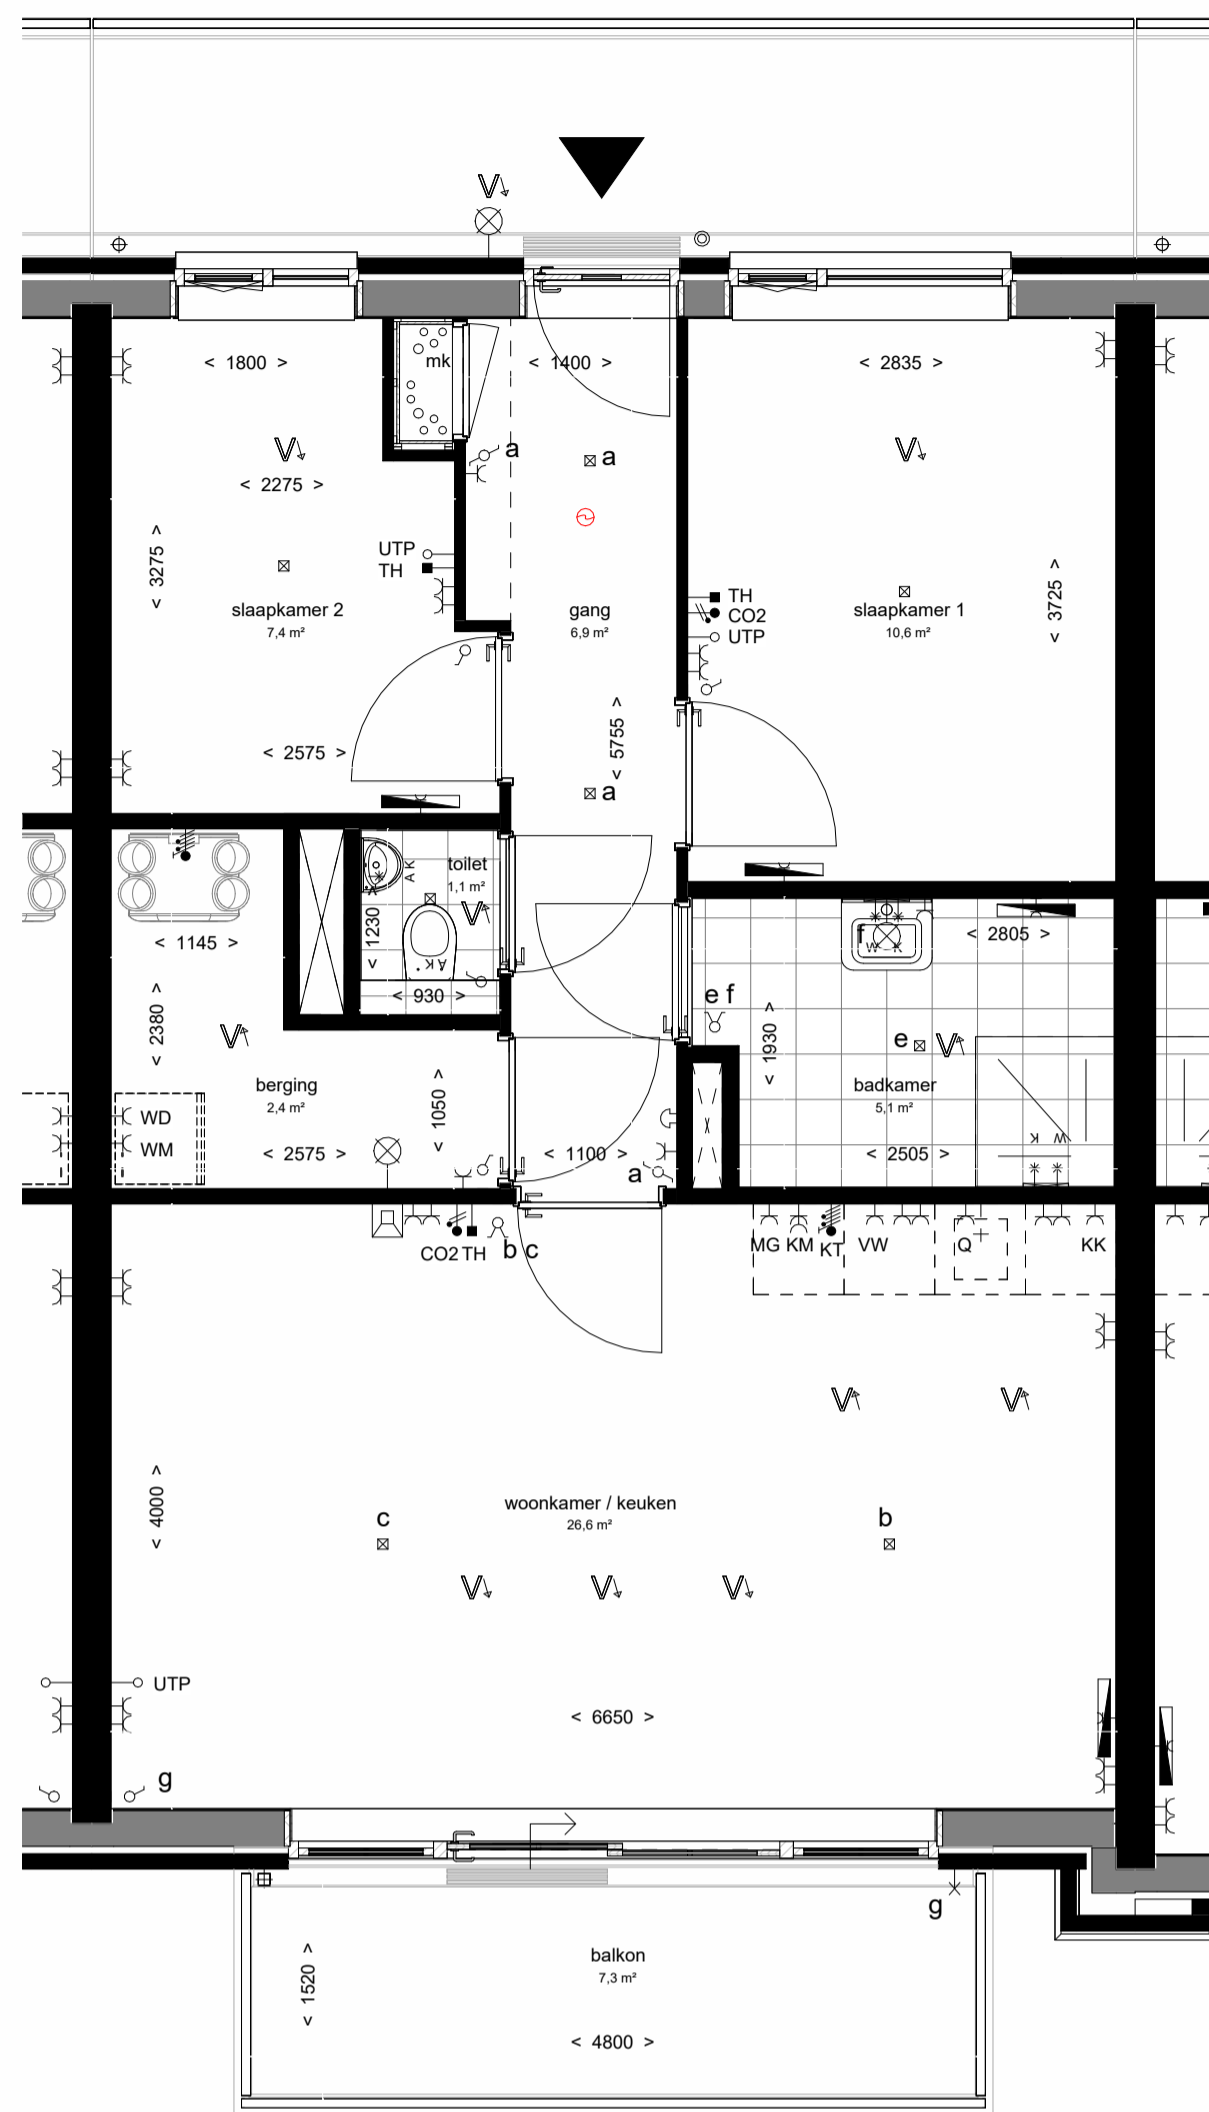 V
mk
< 1800 >
< 1400 >
< 2835 >
V
a
a
V
< 2275 >
< 3275 >
UTP
TH
slaapkamer 2
7,4 m²
gang
6,9 m²
TH
CO2
UTP
slaapkamer 1
10,6 m²
< 3725 >
< 5755 >
< 2575 >
a
toilet
1,1 m²
A K
< 1230 >
V
A K
< 930 >
< 1145 >
< 2380 >
V
f
W K
< 2805 >
e f
< 1930 >
e
V
berging
2,4 m²
< 1050 >
badkamer
5,1 m²
WD
WM
< 2575 >
< 1100 >
a
< 2505 >
K W
CO2 TH
b c
MG
KM
KT
VW
Q
KK
V
V
< 4000 >
woonkamer / keuken
26,6 m²
c
b
V
V
V
UTP
< 6650 >
g
g
balkon
7,3 m²
< 1520 >
< 4800 >